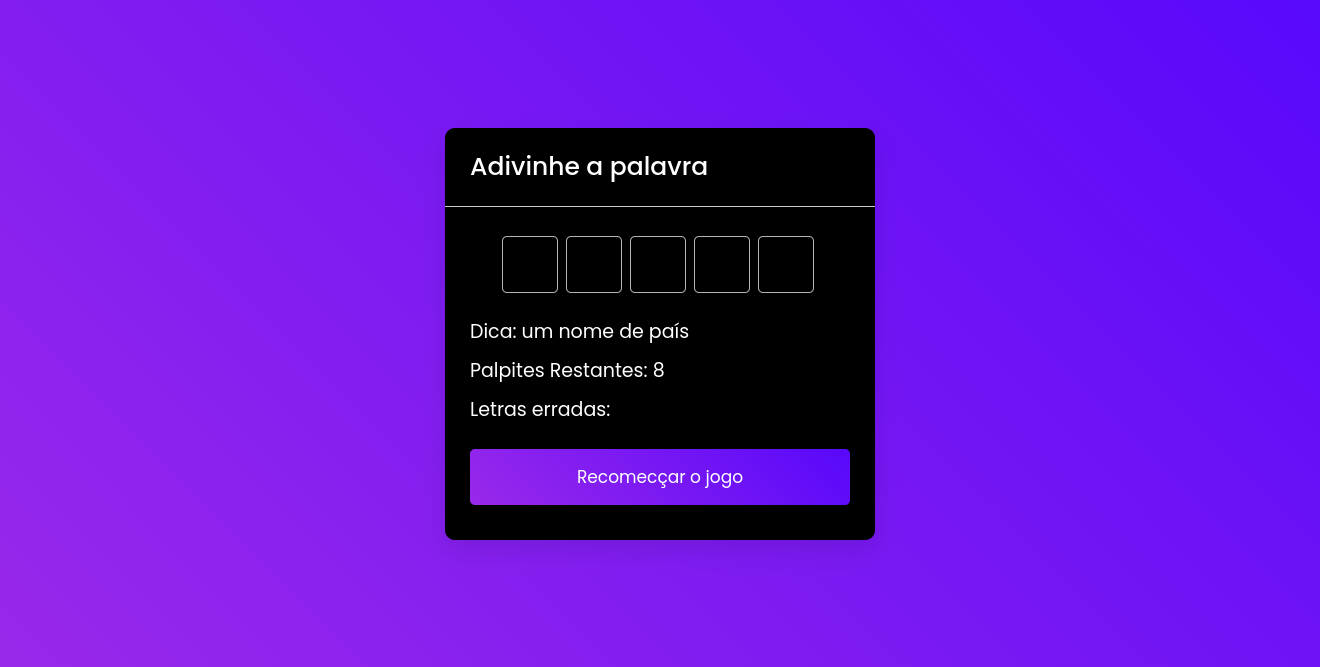 Adivinhe a palavra
Dica: um nome de país
Palpites Restantes: 8
Letras erradas:
Recomecçar o jogo